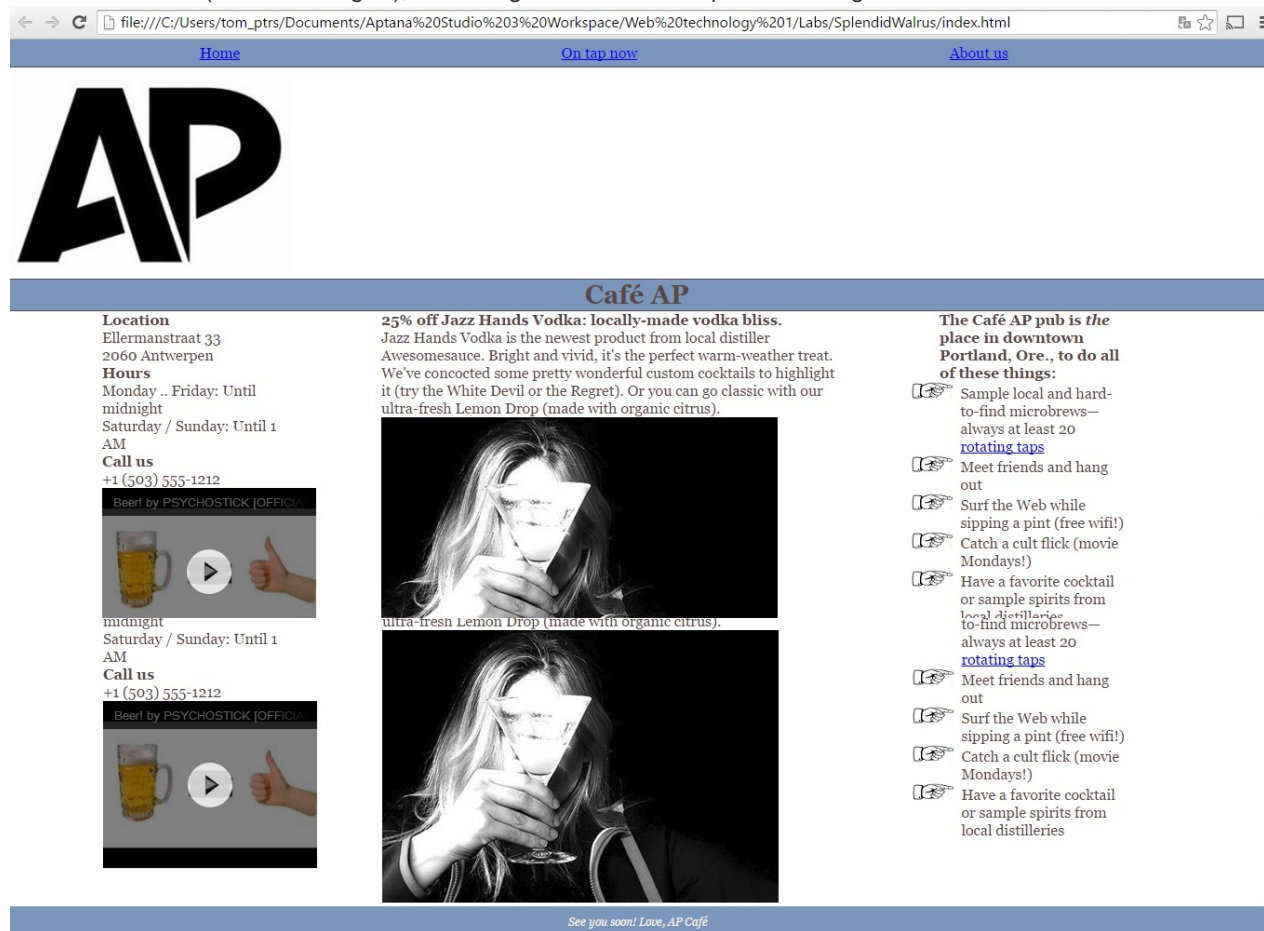 file:///C:/Users/tom_ptrs/Documents/Aptana%20Studio%203%20Workspace/Web%20technology%201/Labs/SplendidWalrus/index.html
Home On tap now About us
AP
Café AP
Location
Ellermanstraat 33
2060 Antwerpen
Hours
Monday .. Friday: Until
midnight
Saturday / Sunday: Until 1
AM
Call us
+1 (503) 555-1212
Beer! by PSYCHOSTICK [OFFICIA
midnight
Saturday / Sunday: Until 1
AM
Call us
+1 (503) 555-1212
Beer! by PSYCHOSTICK [OFFICIA
25% off Jazz Hands Vodka: locally-made vodka bliss.
Jazz Hands Vodka is the newest product from local distiller
Awesomesauce. Bright and vivid, it's the perfect warm-weather treat.
We've concocted some pretty wonderful custom cocktails to highlight
it (try the White Devil or the Regret). Or you can go classic with our
ultra-fresh Lemon Drop (made with organic citrus).
ultra-fresh Lemon Drop (made with organic citrus).
The Café AP pub is the
place in downtown
Portland, Ore., to do all
of these things:
Sample local and hard-
to-find microbrews—
always at least 20
rotating taps
Meet friends and hang
out
Surf the Web while
sipping a pint (free wifi!)
Catch a cult flick (movie
Mondays!)
Have a favorite cocktail
or sample spirits from
local distilleries
to-find microbrews—
always at least 20
rotating taps
Meet friends and hang
out
Surf the Web while
sipping a pint (free wifi!)
Catch a cult flick (movie
Mondays!)
Have a favorite cocktail
or sample spirits from
local distilleries
See you soon! Love, AP Café